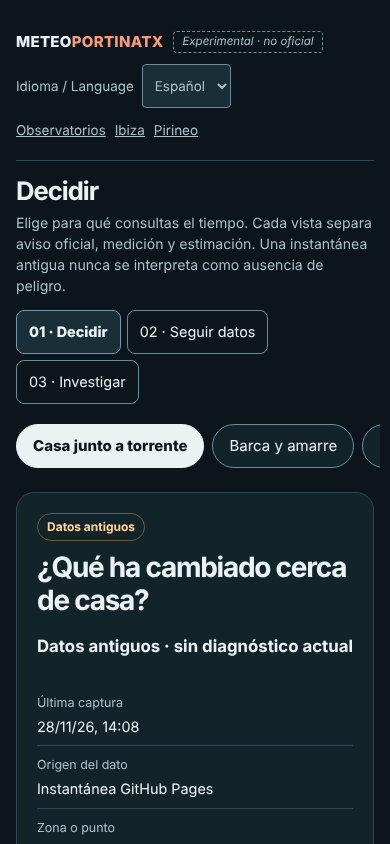 METEOPORTINATX Experimental · no oficial
Idioma / Language Español
Observatorios Ibiza Pirineo
Decidir
Elige para qué consultas el tiempo. Cada vista separa
aviso oficial, medición y estimación. Una instantánea
antigua nunca se interpreta como ausencia de
peligro.
01 · Decidir 02 · Seguir datos
03 · Investigar
Casa junto a torrente Barca y amarre
Datos antiguos
¿Qué ha cambiado cerca
de casa?
Datos antiguos · sin diagnóstico actual
Última captura
28/11/26, 14:08
Origen del dato
Instantánea GitHub Pages
Zona o punto